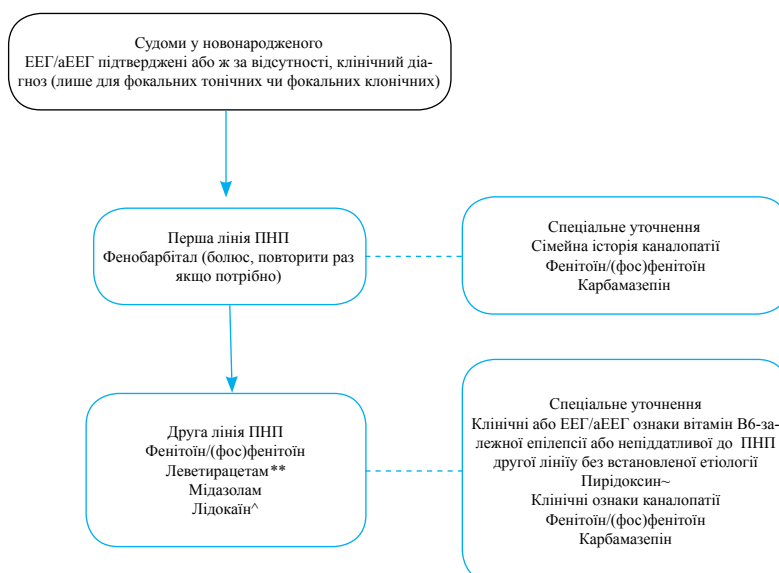 Судоми у новонародженого
ЕЕГ/аЕЕГ підтверджені або ж за відсутності, клінічний діа-
гноз (лише для фокальних тонічних чи фокальних клонічних)
Перша лінія ПНП
Фенобарбітал (болюс, повторити раз
якщо потрібно)
Спеціальне уточнення
Сімейна історія каналопатії
Фенітоїн/(фос)фенітоїн
Карбамазепін
Друга лінія ПНП
Фенітоїн/(фос)фенітоїн
Леветирацетам**
Мідазолам
Лідокаїн^
Спеціальне уточнення
Клінічні або ЕЕГ/аЕЕГ ознаки вітамін В6-за-
лежної епілепсії або непіддатливої до  ПНП
другої лініїу без встановленої етіології
Пирідоксин~
Клінічні ознаки каналопатії
Фенітоїн/(фос)фенітоїн
Карбамазепін